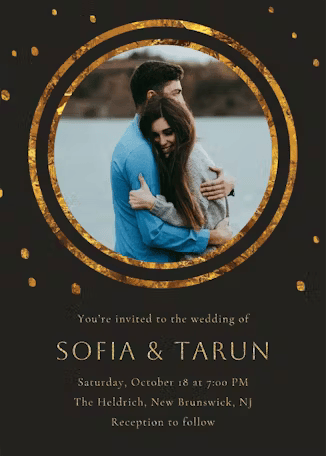 You're invited to the wedding of
SOFIA & TARUN
Saturday, October 18 at 7:00 PM
The Heldrich, New Brunswick, NJ
Reception to follow